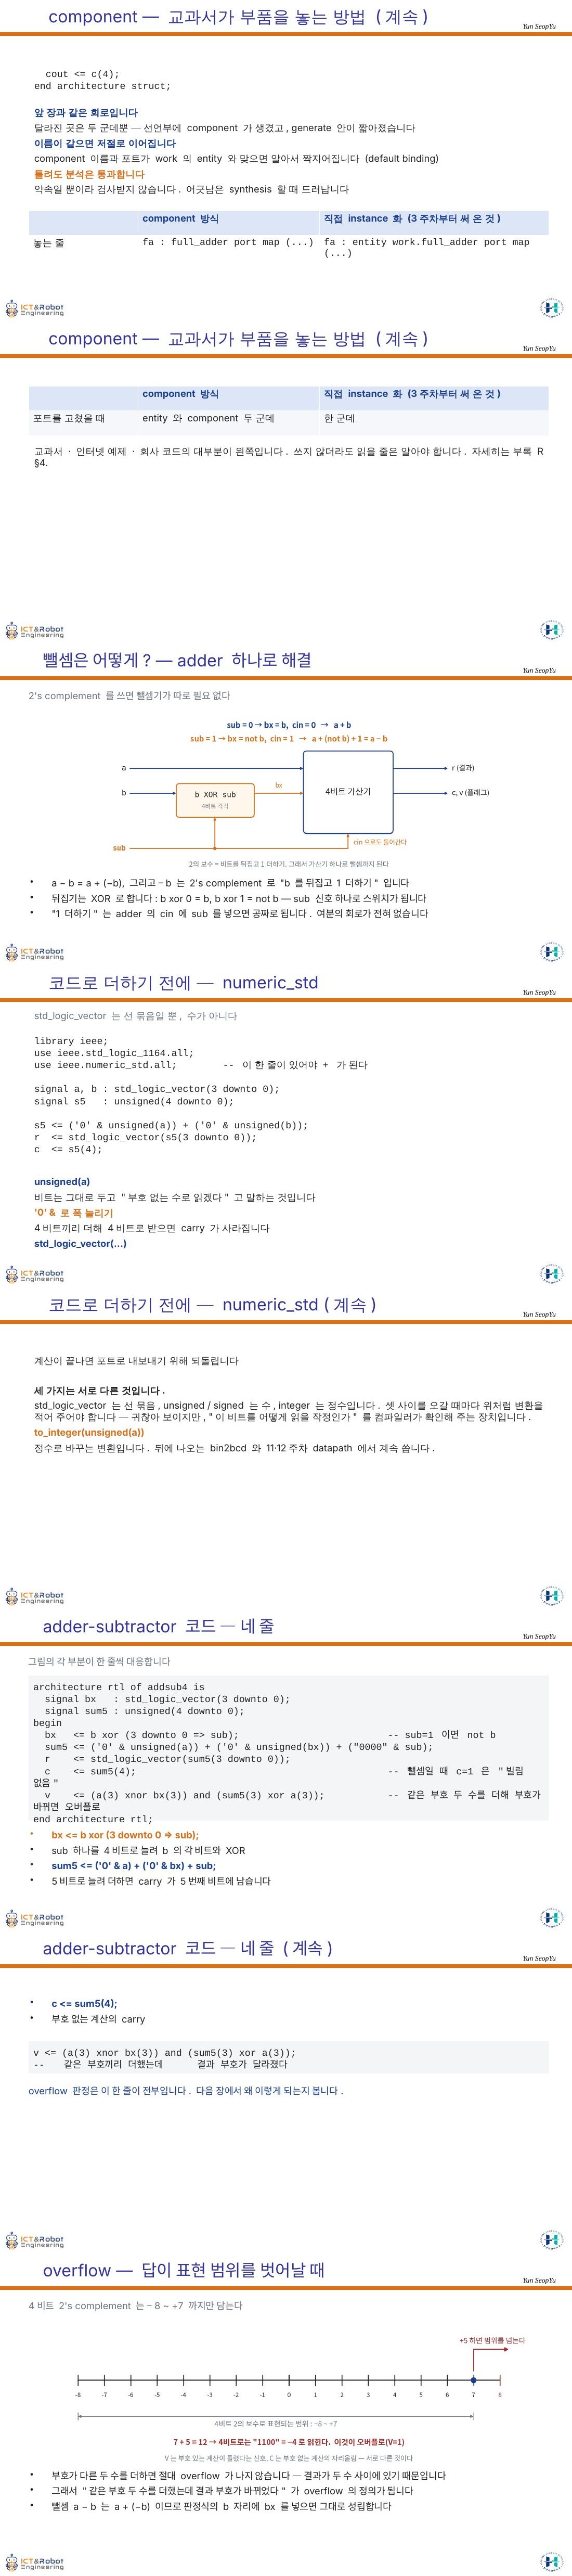 component — 교과서가 부품을 놓는 방법 (계속)
Yun SeopYu
cout <= c(4);
end architecture struct;
앞 장과 같은 회로입니다
달라진 곳은 두 군데뿐 — 선언부에 component 가 생겼고, generate 안이 짧아졌습니다
이름이 같으면 저절로 이어집니다
component 이름과 포트가 work 의 entity 와 맞으면 알아서 짝지어집니다 (default binding)
틀려도 분석은 통과합니다
약속일 뿐이라 검사받지 않습니다. 어긋남은 synthesis 할 때 드러납니다
component 방식
직접 instance 화 (3주차부터 써 온 것)
놓는 줄
fa : full_adder port map (...)
fa : entity work.full_adder port map
(...)
ICT&Robot
Engineering
component — 교과서가 부품을 놓는 방법 (계속)
Yun SeopYu
component 방식
직접 instance 화 (3주차부터 써 온 것)
포트를 고쳤을 때
entity 와 component 두 군데
한 군데
교과서 · 인터넷 예제 · 회사 코드의 대부분이 왼쪽입니다. 쓰지 않더라도 읽을 줄은 알아야 합니다. 자세히는 부록 R
§4.
ICT&Robot
Engineering
뺄셈은 어떻게? — adder 하나로 해결
Yun SeopYu
2's complement 를 쓰면 뺄셈기가 따로 필요 없다
sub = 0 → bx = b, cin = 0 → a + b
sub = 1 → bx = not b, cin = 1 → a + (not b) + 1 = a − b
a
b
b XOR sub
4비트 각각
bx
4비트 가산기
r (결과)
c, v (플래그)
sub
cin 으로도 들어간다
2의 보수 = 비트를 뒤집고 1 더하기. 그래서 가산기 하나로 뺄셈까지 된다
• a − b = a + (−b), 그리고 − b 는 2's complement 로 "b 를 뒤집고 1 더하기" 입니다
• 뒤집기는 XOR 로 합니다: b xor 0 = b, b xor 1 = not b — sub 신호 하나로 스위치가 됩니다
• "1 더하기" 는 adder 의 cin 에 sub 를 넣으면 공짜로 됩니다. 여분의 회로가 전혀 없습니다
ICT&Robot
Engineering
코드로 더하기 전에 — numeric_std
Yun SeopYu
std_logic_vector 는 선 묶음일 뿐, 수가 아니다
library ieee;
use ieee.std_logic_1164.all;
use ieee.numeric_std.all; -- 이 한 줄이 있어야 + 가 된다
signal a, b : std_logic_vector(3 downto 0);
signal s5 : unsigned(4 downto 0);
s5 <= ('0' & unsigned(a)) + ('0' & unsigned(b));
r <= std_logic_vector(s5(3 downto 0));
c <= s5(4);
unsigned(a)
비트는 그대로 두고 "부호 없는 수로 읽겠다" 고 말하는 것입니다
'0' & 로 폭 늘리기
4비트끼리 더해 4비트로 받으면 carry 가 사라집니다
std_logic_vector(...)
ICT&Robot
Engineering
코드로 더하기 전에 — numeric_std (계속)
Yun SeopYu
계산이 끝나면 포트로 내보내기 위해 되돌립니다
세 가지는 서로 다른 것입니다.
std_logic_vector 는 선 묶음, unsigned / signed 는 수, integer 는 정수입니다. 셋 사이를 오갈 때마다 위처럼 변환을
적어 주어야 합니다 — 귀찮아 보이지만, "이 비트를 어떻게 읽을 작정인가" 를 컴파일러가 확인해 주는 장치입니다.
to_integer(unsigned(a))
정수로 바꾸는 변환입니다. 뒤에 나오는 bin2bcd 와 11·12주차 datapath 에서 계속 씁니다.
ICT&Robot
Engineering
adder-subtractor 코드 — 네 줄
Yun SeopYu
그림의 각 부분이 한 줄씩 대응합니다
architecture rtl of addsub4 is
signal bx : std_logic_vector(3 downto 0);
signal sum5 : unsigned(4 downto 0);
begin
bx <= b xor (3 downto 0 => sub); -- sub=1 이면 not b
sum5 <= ('0' & unsigned(a)) + ('0' & unsigned(bx)) + ("0000" & sub);
r <= std_logic_vector(sum5(3 downto 0));
c <= sum5(4); -- 뺄셈일 때 c=1 은 "빌림
없음"
v <= (a(3) xnor bx(3)) and (sum5(3) xor a(3)); -- 같은 부호 두 수를 더해 부호가
바뀌면 오버플로
end architecture rtl;
• bx <= b xor (3 downto 0 => sub);
• sub 하나를 4비트로 늘려 b 의 각 비트와 XOR
• sum5 <= ('0' & a) + ('0' & bx) + sub;
• 5비트로 늘려 더하면 carry 가 5번째 비트에 남습니다
ICT&Robot
Engineering
adder-subtractor 코드 — 네 줄 (계속)
Yun SeopYu
• c <= sum5(4);
• 부호 없는 계산의 carry
v <= (a(3) xnor bx(3)) and (sum5(3) xor a(3));
-- 같은 부호끼리 더했는데 결과 부호가 달라졌다
overflow 판정은 이 한 줄이 전부입니다. 다음 장에서 왜 이렇게 되는지 봅니다.
ICT&Robot
Engineering
overflow — 답이 표현 범위를 벗어날 때
Yun SeopYu
4비트 2's complement 는 − 8 ~ +7 까지만 담는다
+5 하면 범위를 넘는다
-8 -7 -6 -5 -4 -3 -2 -1 0 1 2 3 4 5 6 7 8
4비트 2의 보수로 표현되는 범위 : −8 ~ +7
7 + 5 = 12 → 4비트로는 "1100" = −4 로 읽힌다. 이것이 오버플로(V=1)
V 는 부호 있는 계산이 틀렸다는 신호, C 는 부호 없는 계산의 자리올림 — 서로 다른 것이다
• 부호가 다른 두 수를 더하면 절대 overflow 가 나지 않습니다 — 결과가 두 수 사이에 있기 때문입니다
• 그래서 "같은 부호 두 수를 더했는데 결과 부호가 바뀌었다" 가 overflow 의 정의가 됩니다
• 뺄셈 a − b 는 a + (−b) 이므로 판정식의 b 자리에 bx 를 넣으면 그대로 성립합니다
ICT&Robot
Engineering